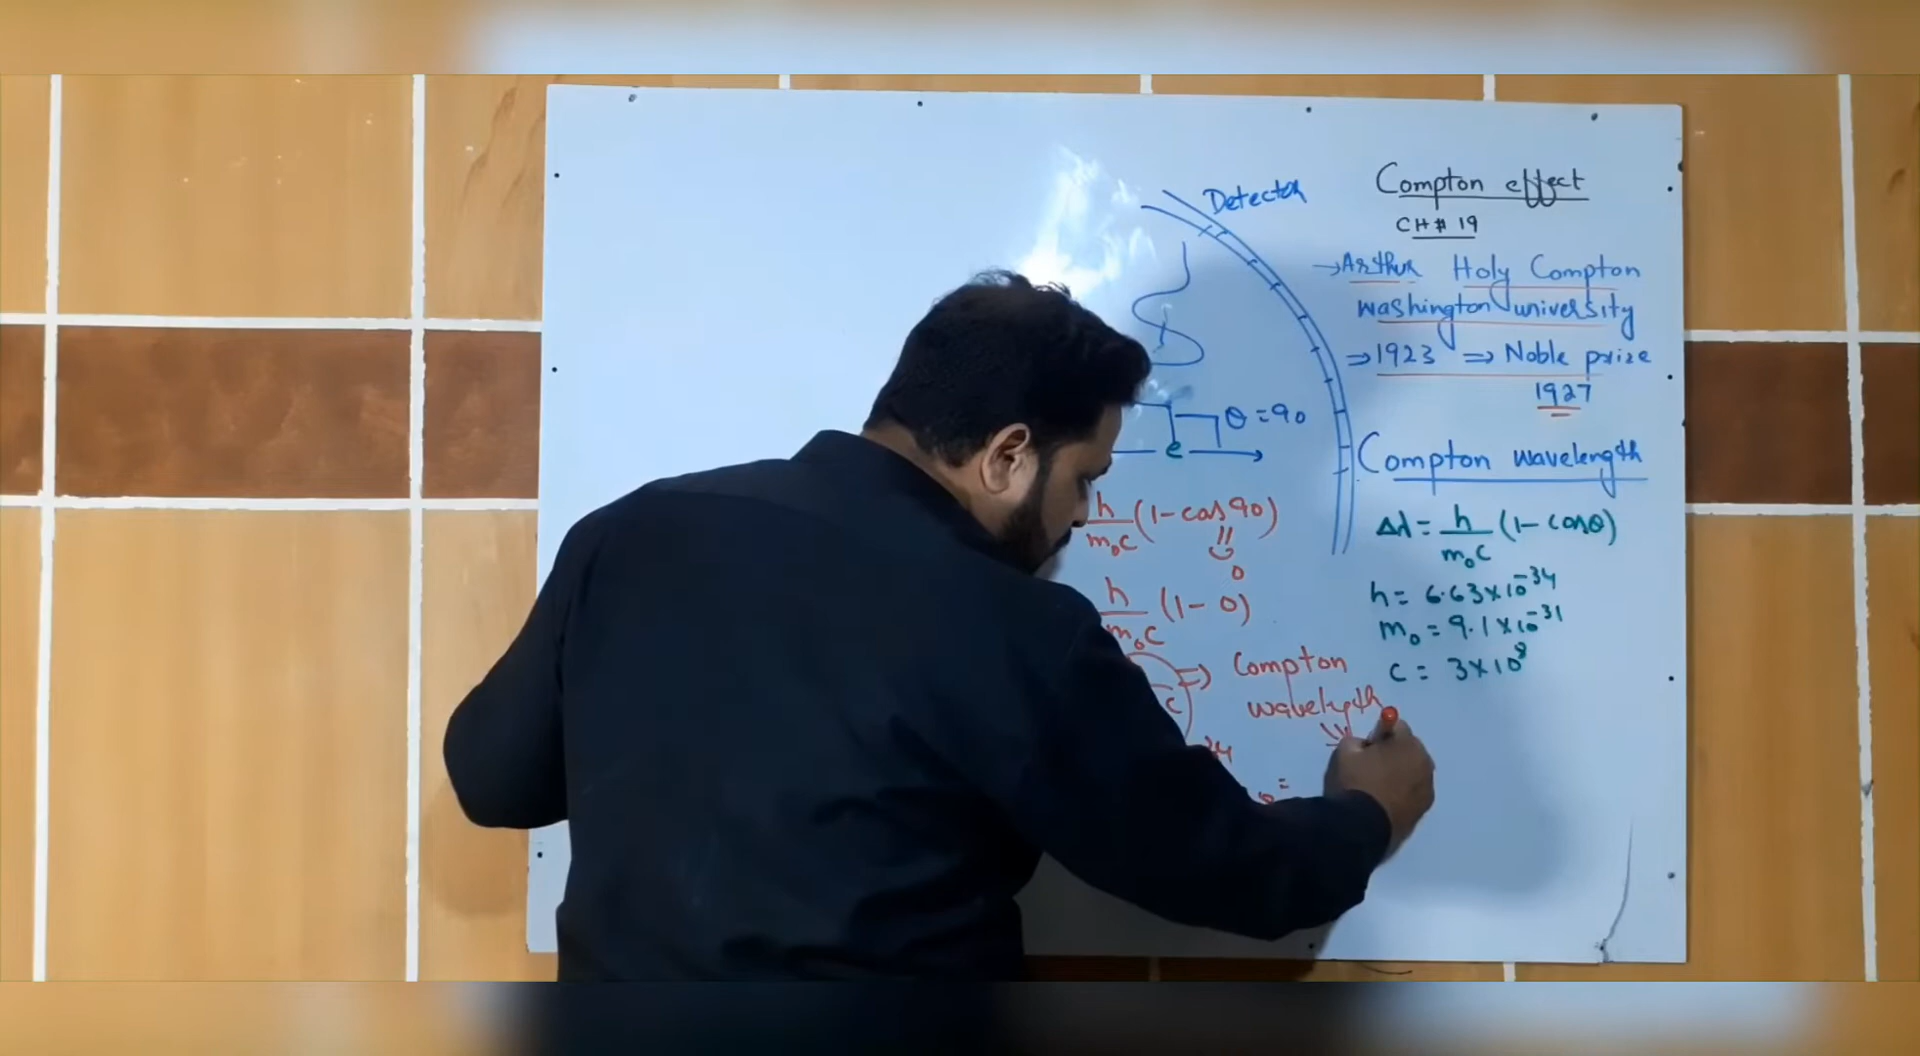 Detector
θ = 90
e
h/m₀c (1 - cos 90)
0
h/m₀c (1 - 0)
c
Compton
wavelength
Compton effect
CH# 19
→ Arthur Holy Compton
washington university
⇒ 1923 ⇒ Noble prize
1927
Compton wavelength
Δλ = h/m₀c (1 - cosθ)
h = 6.63×10⁻³⁴
m₀ = 9.1×10⁻³¹
c = 3×10⁸